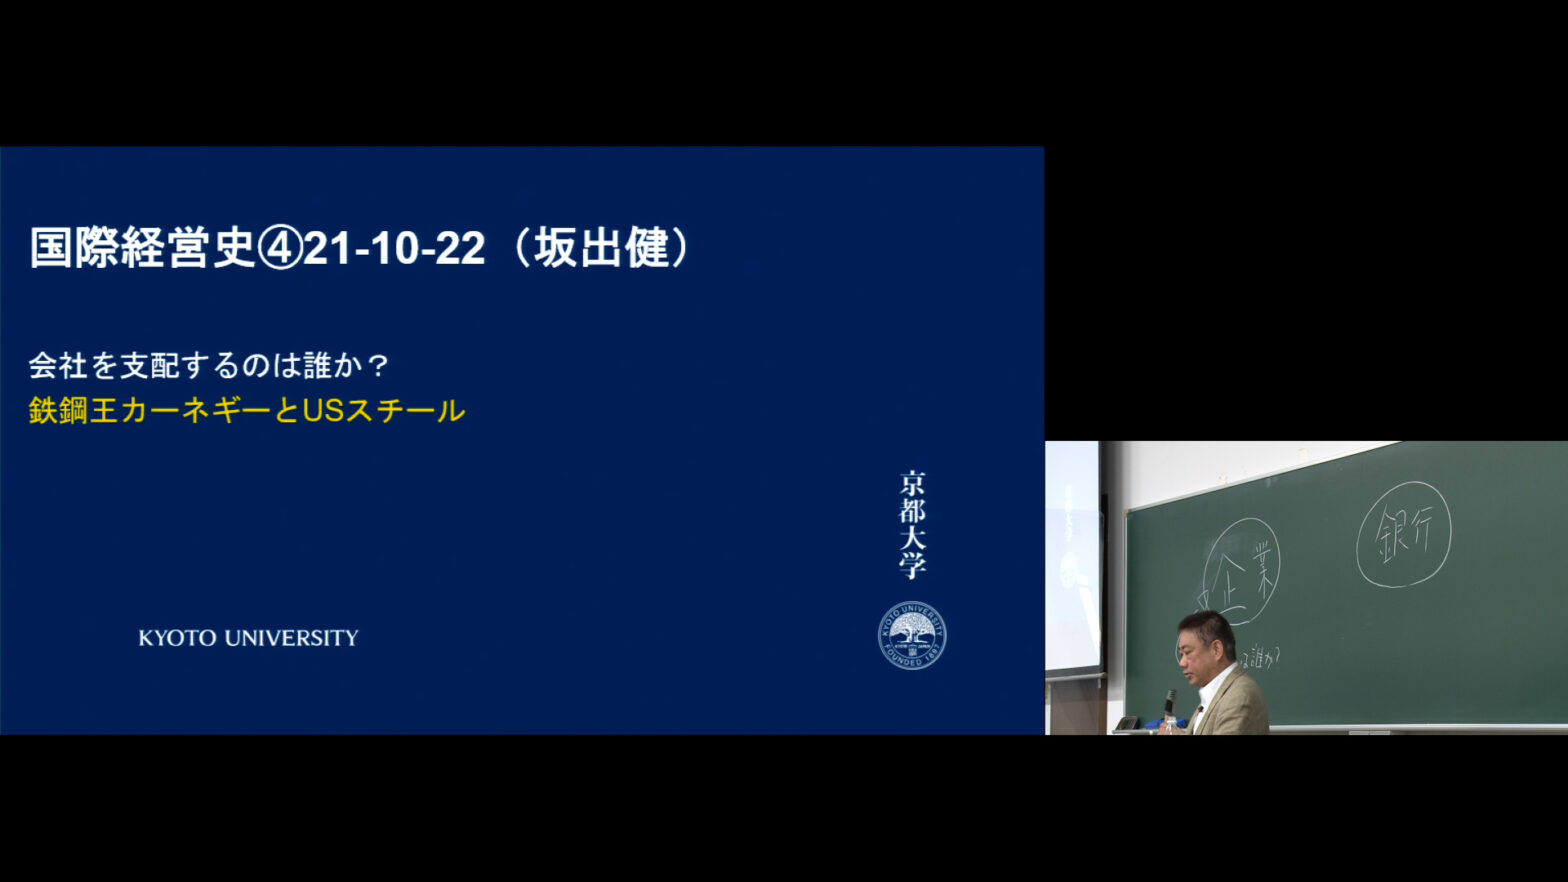 国際経営史④21-10-22（坂出健）
会社を支配するのは誰か？
鉄鋼王カーネギーとUSスチール
京都大学
KYOTO UNIVERSITY
KYOTO UNIVERSITY
FOUNDED 1897
KYOTO JAPAN
企業
銀行
は誰か?